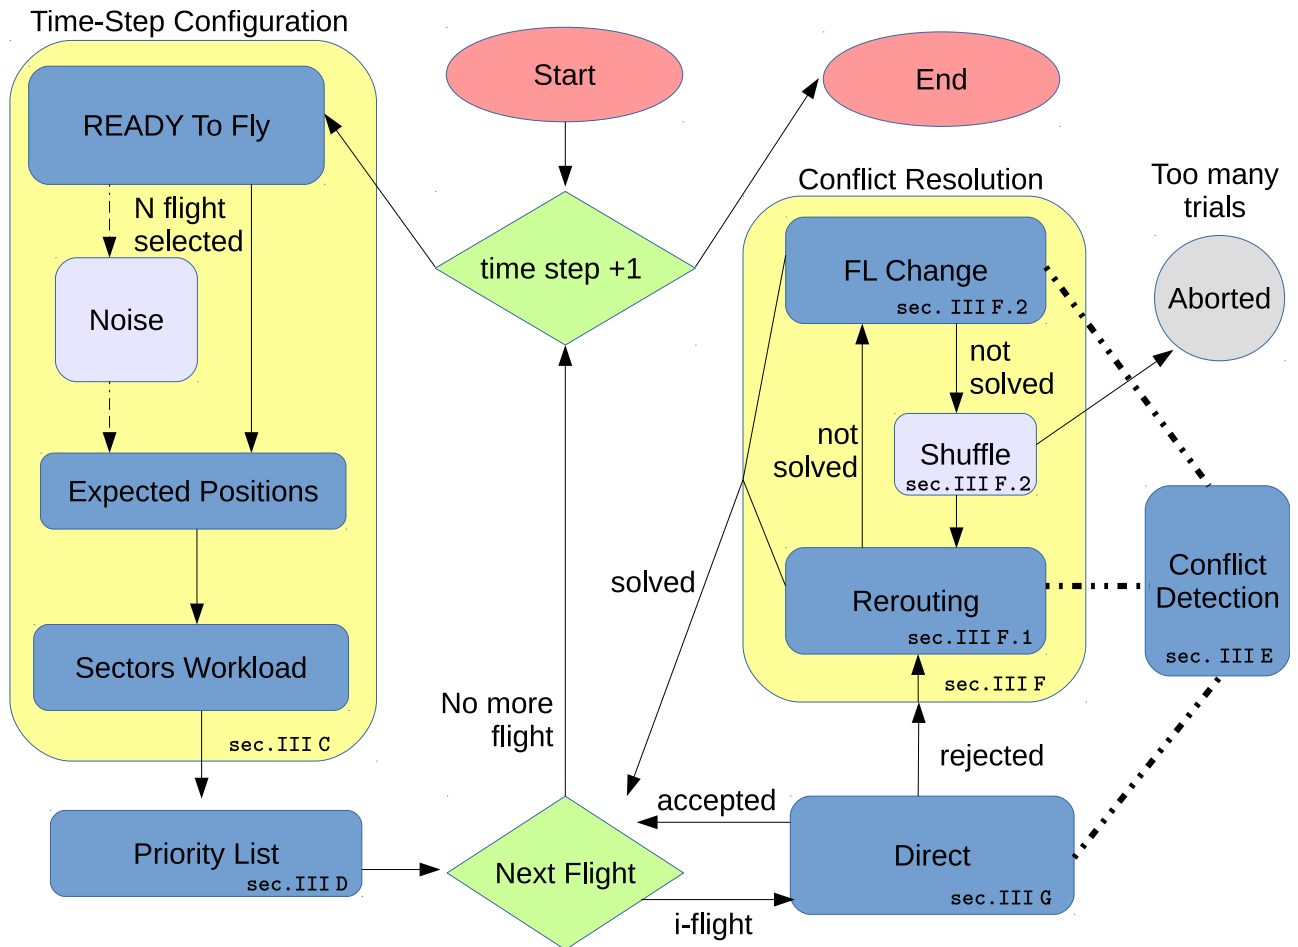 Time-Step Configuration
READY To Fly
N flight
selected
Noise
Expected Positions
Sectors Workload
sec.III C
Priority List
sec.III D
Start
End
time step +1
No more
flight
Next Flight
i-flight
accepted
solved
Conflict Resolution
FL Change
sec. III F.2
not
solved
not
solved
Shuffle
sec.III F.2
Rerouting
sec.III F.1
sec.III F
rejected
Direct
sec.III G
Too many
trials
Aborted
Conflict
Detection
sec. III E